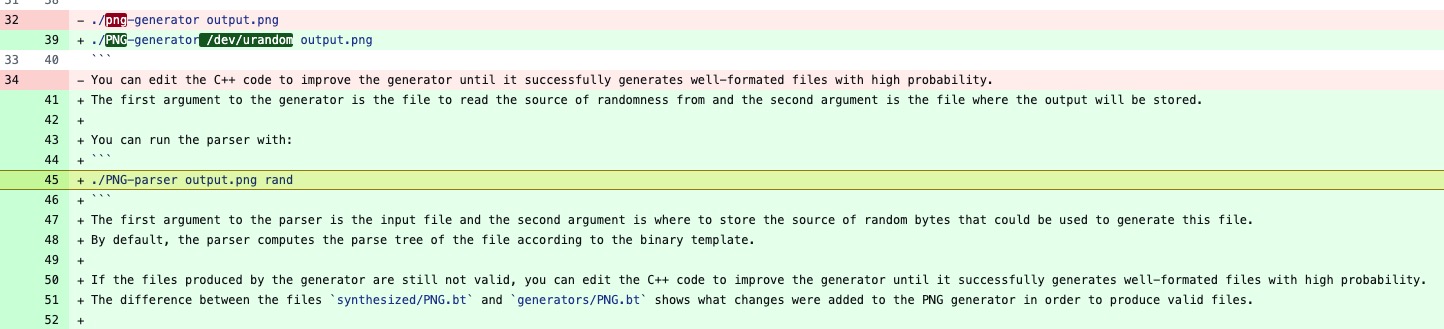 31 38
32 - ./png-generator output.png
39 + ./PNG-generator /dev/urandom output.png
33 40 ```
34 - You can edit the C++ code to improve the generator until it successfully generates well-formated files with high probability.
41 + The first argument to the generator is the file to read the source of randomness from and the second argument is the file where the output will be stored.
42 +
43 + You can run the parser with:
44 + ```
45 + ./PNG-parser output.png rand
46 + ```
47 + The first argument to the parser is the input file and the second argument is where to store the source of random bytes that could be used to generate this file.
48 + By default, the parser computes the parse tree of the file according to the binary template.
49 +
50 + If the files produced by the generator are still not valid, you can edit the C++ code to improve the generator until it successfully generates well-formated files with high probability.
51 + The difference between the files `synthesized/PNG.bt` and `generators/PNG.bt` shows what changes were added to the PNG generator in order to produce valid files.
52 +